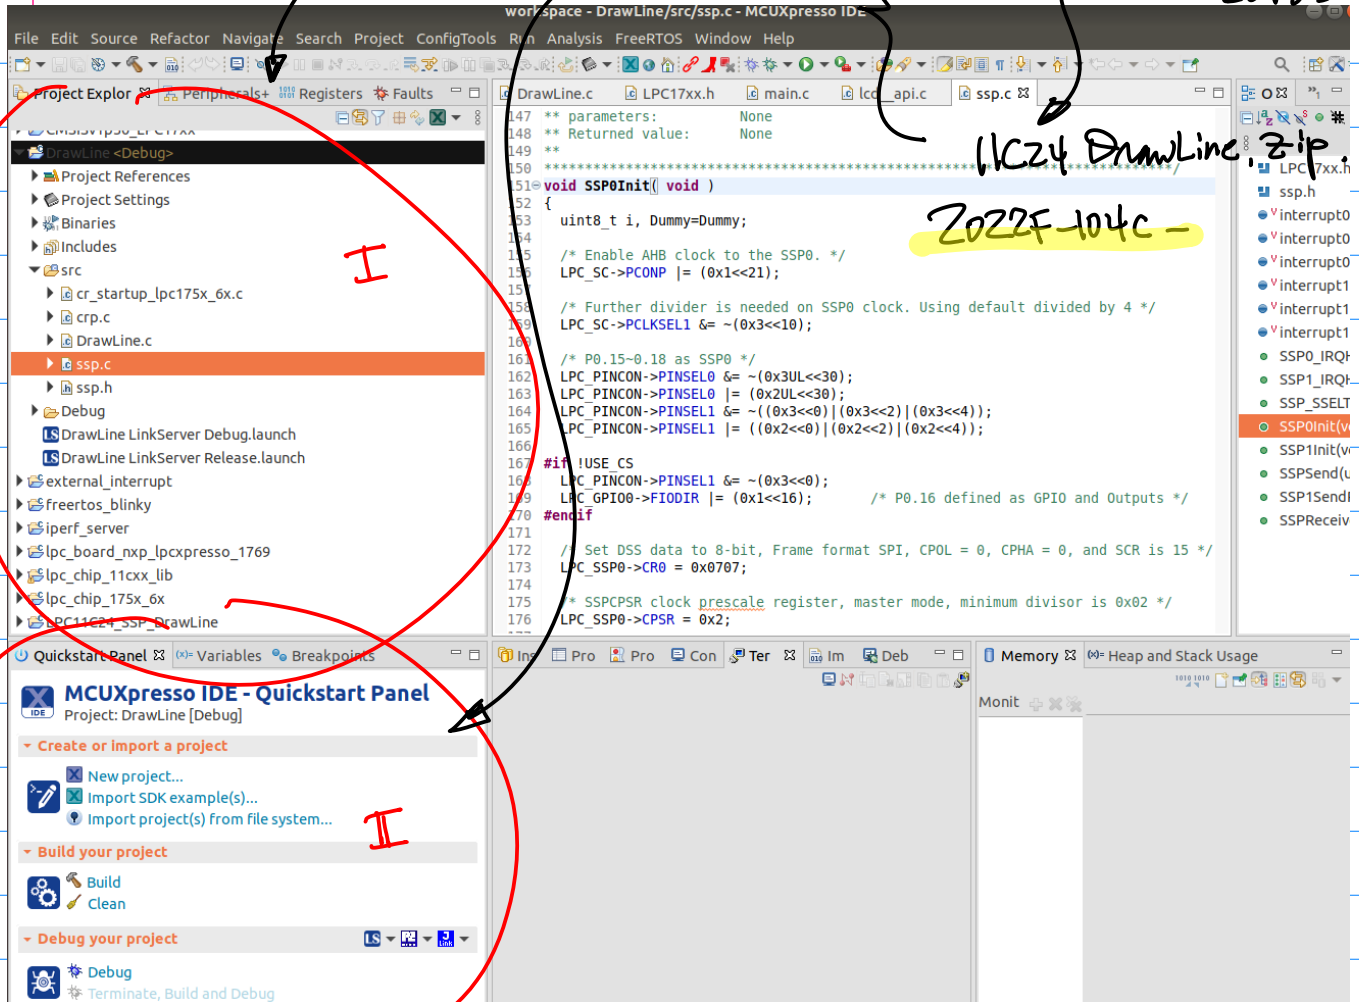 workspace - DrawLine/src/ssp.c - MCUXpresso IDE
File Edit Source Refactor Navigate Search Project ConfigTools Run Analysis FreeRTOS Window Help
Project Explor Peripherals+ Registers Faults
DrawLine <Debug>
Project References
Project Settings
Binaries
Includes
src
cr_startup_lpc175x_6x.c
crp.c
DrawLine.c
ssp.c
ssp.h
Debug
DrawLine LinkServer Debug.launch
DrawLine LinkServer Release.launch
external_interrupt
freertos_blinky
iperf_server
lpc_board_nxp_lpcxpresso_1769
lpc_chip_11cxx_lib
lpc_chip_175x_6x
LPC11C24_SSP_DrawLine
I
DrawLine.c LPC17xx.h main.c lcd_api.c ssp.c
147 ** parameters: None
148 ** Returned value: None
149 **
150 *****************************************************************************/
151 void SSP0Init( void )
152 {
153 uint8_t i, Dummy=Dummy;
154
155 /* Enable AHB clock to the SSP0. */
156 LPC_SC->PCONP |= (0x1<<21);
157
158 /* Further divider is needed on SSP0 clock. Using default divided by 4 */
159 LPC_SC->PCLKSEL1 &= ~(0x3<<10);
160
161 /* P0.15~0.18 as SSP0 */
162 LPC_PINCON->PINSEL0 &= ~(0x3UL<<30);
163 LPC_PINCON->PINSEL0 |= (0x2UL<<30);
164 LPC_PINCON->PINSEL1 &= ~((0x3<<0)|(0x3<<2)|(0x3<<4));
165 LPC_PINCON->PINSEL1 |= ((0x2<<0)|(0x2<<2)|(0x2<<4));
166
167 #if !USE_CS
168 LPC_PINCON->PINSEL1 &= ~(0x3<<0);
169 LPC_GPIO0->FIODIR |= (0x1<<16); /* P0.16 defined as GPIO and Outputs */
170 #endif
171
172 /* Set DSS data to 8-bit, Frame format SPI, CPOL = 0, CPHA = 0, and SCR is 15 */
173 LPC_SSP0->CR0 = 0x0707;
174
175 /* SSPCPSR clock prescale register, master mode, minimum divisor is 0x02 */
176 LPC_SSP0->CPSR = 0x2;
11C24 DrawLine.zip.
2022F-104C-
LPC17xx.h
ssp.h
interrupt0
interrupt0
interrupt0
interrupt1
interrupt1
interrupt1
SSP0_IRQH
SSP1_IRQH
SSP_SSELT
SSP0Init(v
SSP1Init(v
SSPSend(u
SSP1SendF
SSPReceiv
Quickstart Panel (x)= Variables Breakpoints
MCUXpresso IDE - Quickstart Panel
Project: DrawLine [Debug]
Create or import a project
New project...
Import SDK example(s)...
Import project(s) from file system...
II
Build your project
Build
Clean
Debug your project
Debug
Terminate, Build and Debug
Ins Pro Pro Con Ter Im Deb
Memory (x)= Heap and Stack Usage
Monit